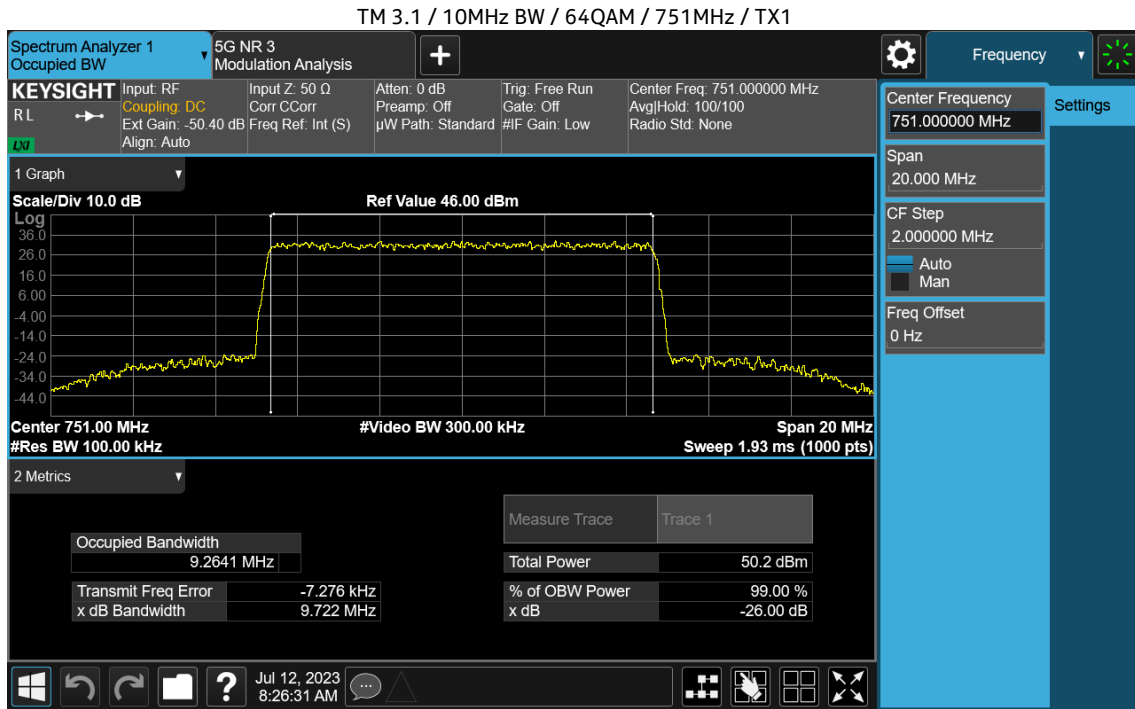 TM 3.1 / 10MHz BW / 64QAM / 751MHz / TX1
Spectrum Analyzer 1
Occupied BW
▼
5G NR 3
Modulation Analysis
+
Frequency
▼
KEYSIGHT
R L
LXI
Input: RF
Coupling: DC
Ext Gain: -50.40 dB
Align: Auto
Input Z: 50 Ω
Corr CCorr
Freq Ref: Int (S)
Atten: 0 dB
Preamp: Off
µW Path: Standard
Trig: Free Run
Gate: Off
#IF Gain: Low
Center Freq: 751.000000 MHz
Avg|Hold: 100/100
Radio Std: None
Center Frequency
751.000000 MHz
Settings
Span
20.000 MHz
CF Step
2.000000 MHz
Auto
Man
Freq Offset
0 Hz
1 Graph
▼
Scale/Div 10.0 dB
Ref Value 46.00 dBm
Log
36.0
26.0
16.0
6.00
-4.00
-14.0
-24.0
-34.0
-44.0
Center 751.00 MHz
#Video BW 300.00 kHz
Span 20 MHz
#Res BW 100.00 kHz
Sweep 1.93 ms (1000 pts)
2 Metrics
▼
Measure Trace
Trace 1
Occupied Bandwidth
9.2641 MHz
Total Power
50.2 dBm
Transmit Freq Error
-7.276 kHz
% of OBW Power
99.00 %
x dB Bandwidth
9.722 MHz
x dB
-26.00 dB
?
Jul 12, 2023
8:26:31 AM